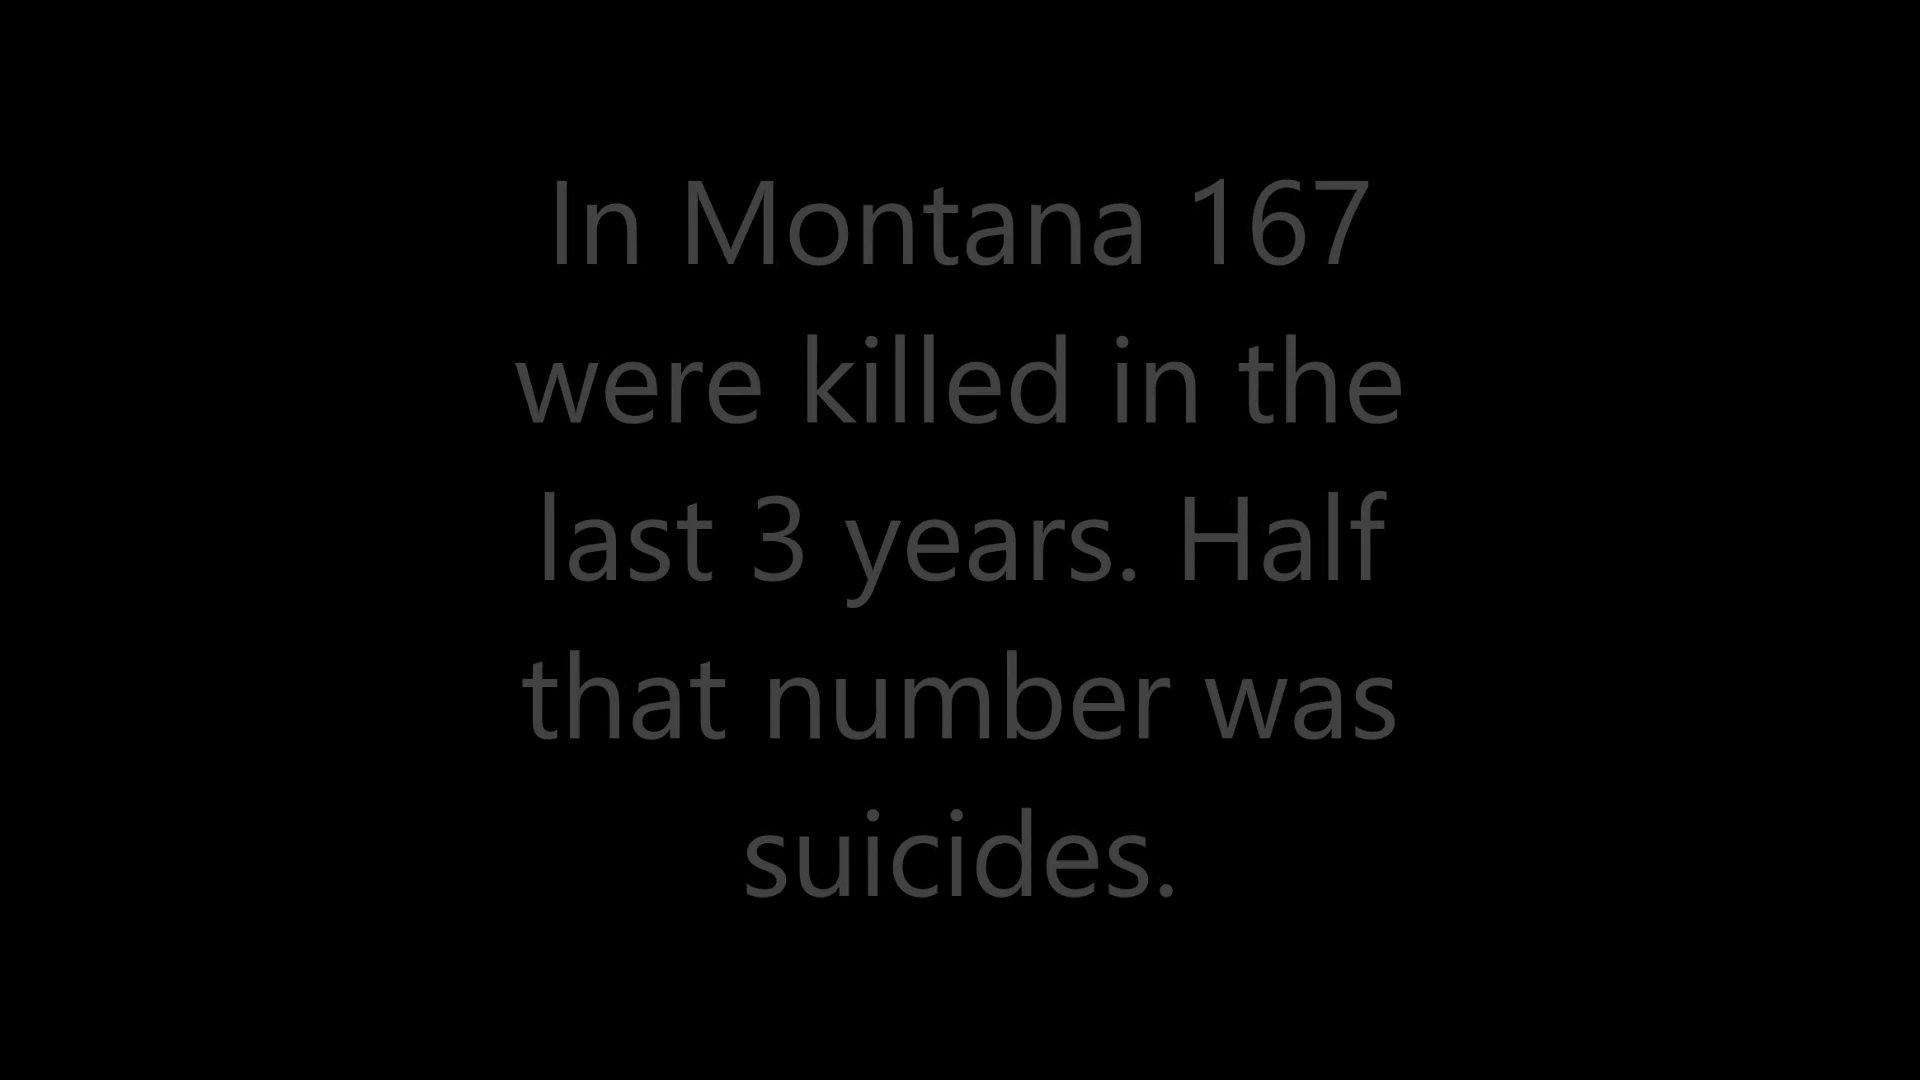 In Montana 167
were killed in the
last 3 years. Half
that number was
suicides.